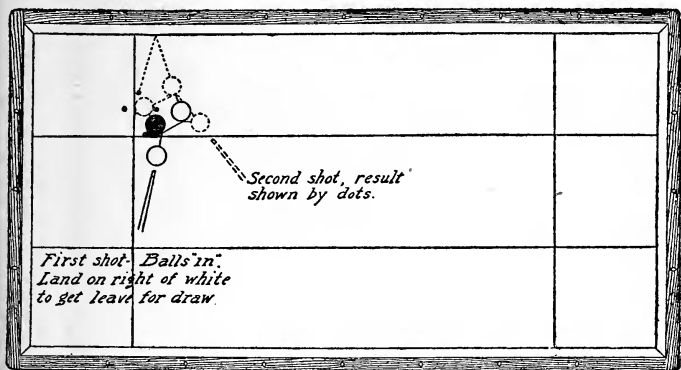 Second shot, result
shown by dots.
First shot- Balls "in".
Land on right of white
to get leave for draw.